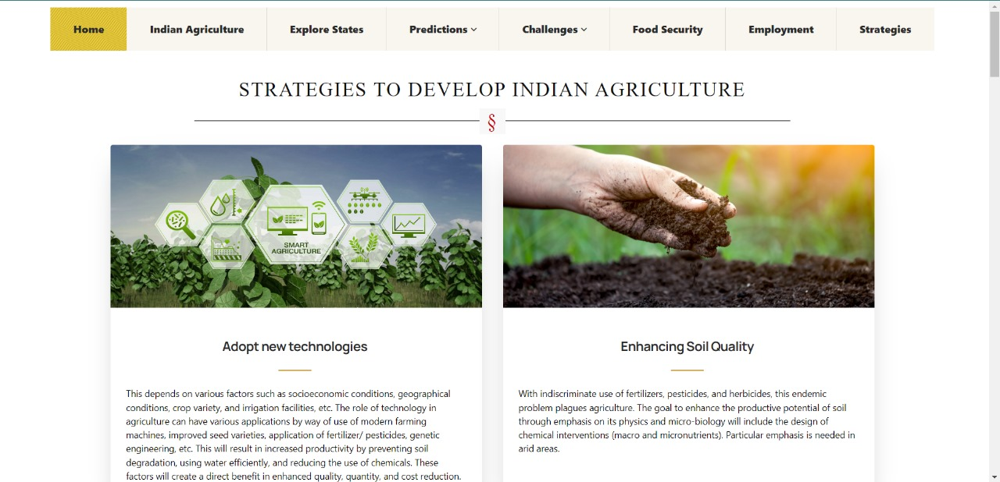 Home Indian Agriculture Explore States Predictions Challenges Food Security Employment Strategies
STRATEGIES TO DEVELOP INDIAN AGRICULTURE
§
SMART
AGRICULTURE
Adopt new technologies
This depends on various factors such as socioeconomic conditions, geographical
conditions, crop variety, and irrigation facilities, etc. The role of technology in
agriculture can have various applications by way of use of modern farming
machines, improved seed varieties, application of fertilizer/ pesticides, genetic
engineering, etc. This will result in increased productivity by preventing soil
degradation, using water efficiently, and reducing the use of chemicals. These
factors will create a direct benefit in enhanced quality, quantity, and cost reduction.
Enhancing Soil Quality
With indiscriminate use of fertilizers, pesticides, and herbicides, this endemic
problem plagues agriculture. The goal to enhance the productive potential of soil
through emphasis on its physics and micro-biology will include the design of
chemical interventions (macro and micronutrients). Particular emphasis is needed in
arid areas.